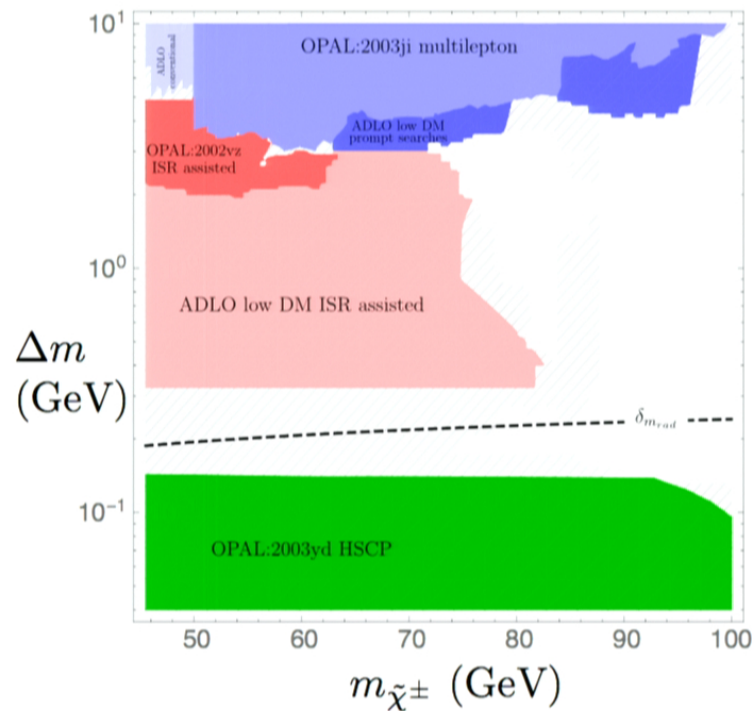 10¹
ADLO
conventional
OPAL:2003ji multilepton
ADLO low DM
prompt searches
OPAL:2002vz
ISR assisted
10⁰
ADLO low DM ISR assisted
Δm
(GeV)
δ_{m_{rad}}
10⁻¹
OPAL:2003yd HSCP
50 60 70 80 90 100
m_{χ̃^±} (GeV)